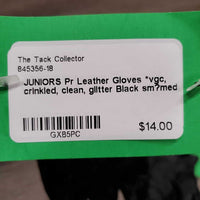 The Tack Collector
845356-18
JUNIORS Pr Leather Gloves *vgc,
crinkled, clean, glitter Black sm?med
GXB5PC
$14.00